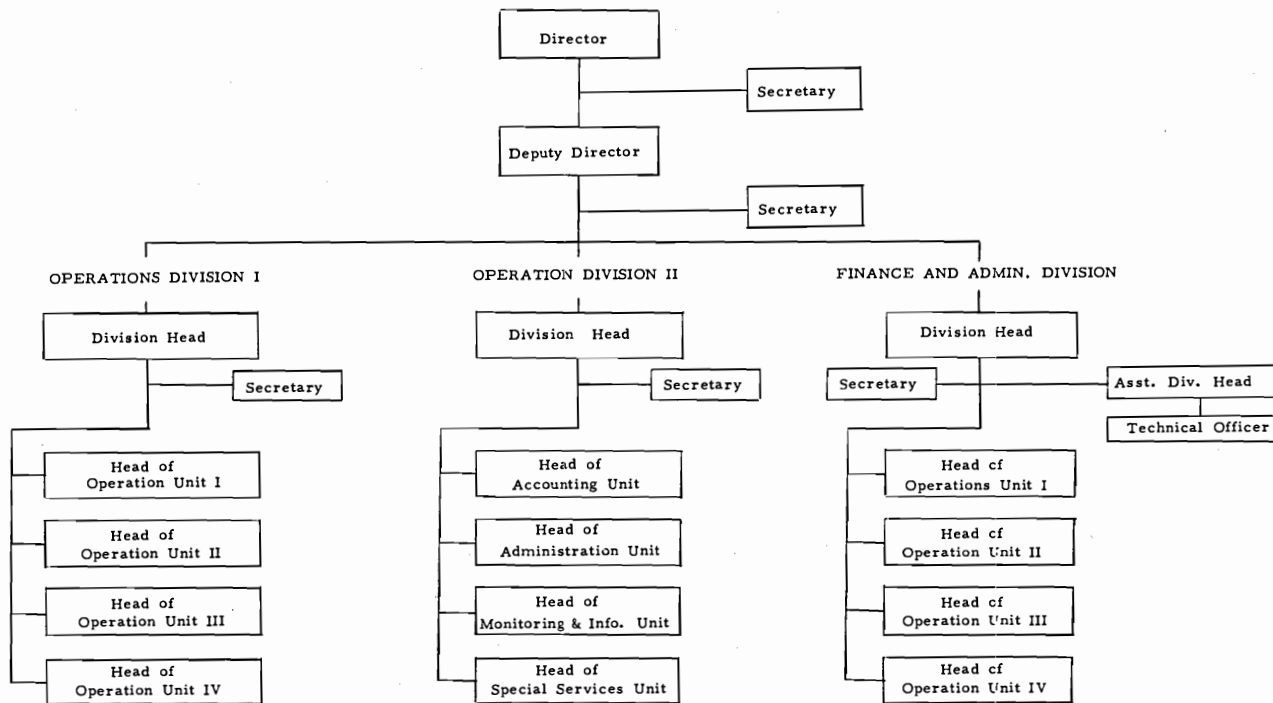 Director
Secretary
Deputy Director
Secretary
OPERATIONS DIVISION I
OPERATION DIVISION II
FINANCE AND ADMIN. DIVISION
Division Head
Division Head
Division Head
Secretary
Secretary
Secretary
Asst. Div. Head
Technical Officer
Head of
Operation Unit I
Head of
Accounting Unit
Head cf
Operations Unit I
Head of
Operation Unit II
Head of
Administration Unit
Head cf
Operation Unit II
Head of
Operation Unit III
Head of
Monitoring & Info. Unit
Head cf
Operation Unit III
Head of
Operation Unit IV
Head of
Special Services Unit
Head cf
Operation Unit IV